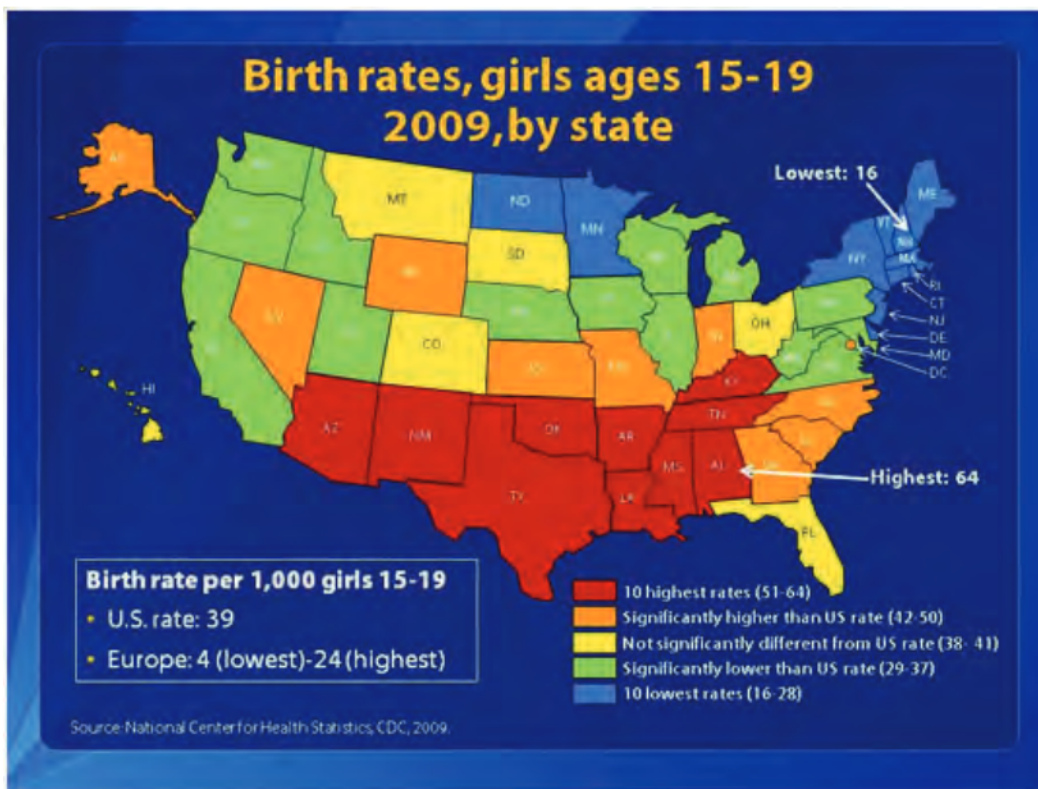 Birth rates, girls ages 15-19
2009, by state
Lowest: 16
ME
VT
NH
MT
ND
MN
MA
NY
SD
RI
CT
NJ
OH
DE
MD
DC
CO
HI
KY
TN
AZ
NM
OK
AR
MS
AL
Highest: 64
TX
LA
FL
Birth rate per 1,000 girls 15-19
• U.S. rate: 39
• Europe: 4 (lowest)-24 (highest)
10 highest rates (51-64)
Significantly higher than US rate (42-50)
Not significantly different from US rate (38- 41)
Significantly lower than US rate (29-37)
10 lowest rates (16-28)
Source: National Center for Health Statistics, CDC, 2009.